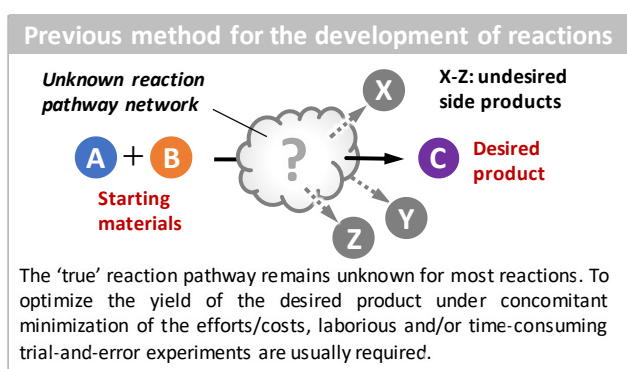 Previous method for the development of reactions
Unknown reaction
pathway network
X-Z: undesired
side products
X
A + B
?
C
Desired
product
Starting
materials
Y
Z
The ‘true’ reaction pathway remains unknown for most reactions. To
optimize the yield of the desired product under concomitant
minimization of the efforts/costs, laborious and/or time-consuming
trial-and-error experiments are usually required.